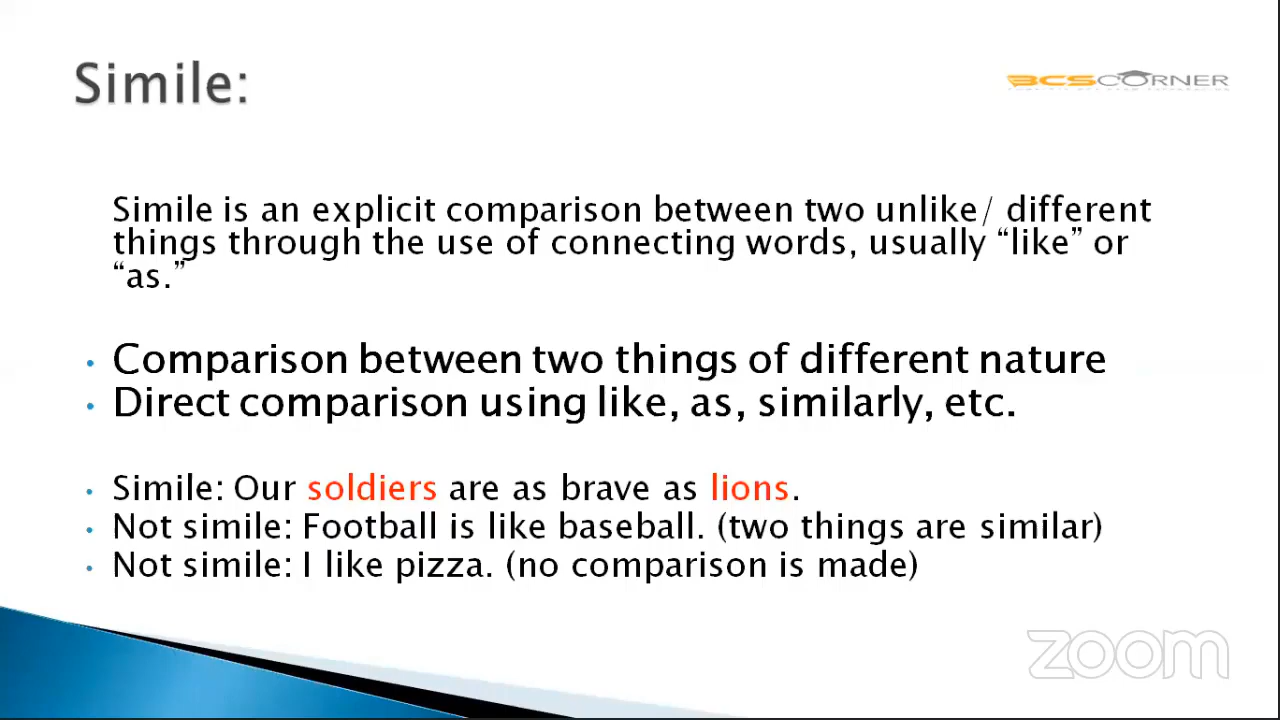 Simile:
BCSCORNER
Simile is an explicit comparison between two unlike/ different
things through the use of connecting words, usually “like” or
“as.”
• Comparison between two things of different nature
• Direct comparison using like, as, similarly, etc.
• Simile: Our soldiers are as brave as lions.
• Not simile: Football is like baseball. (two things are similar)
• Not simile: I like pizza. (no comparison is made)
zoom